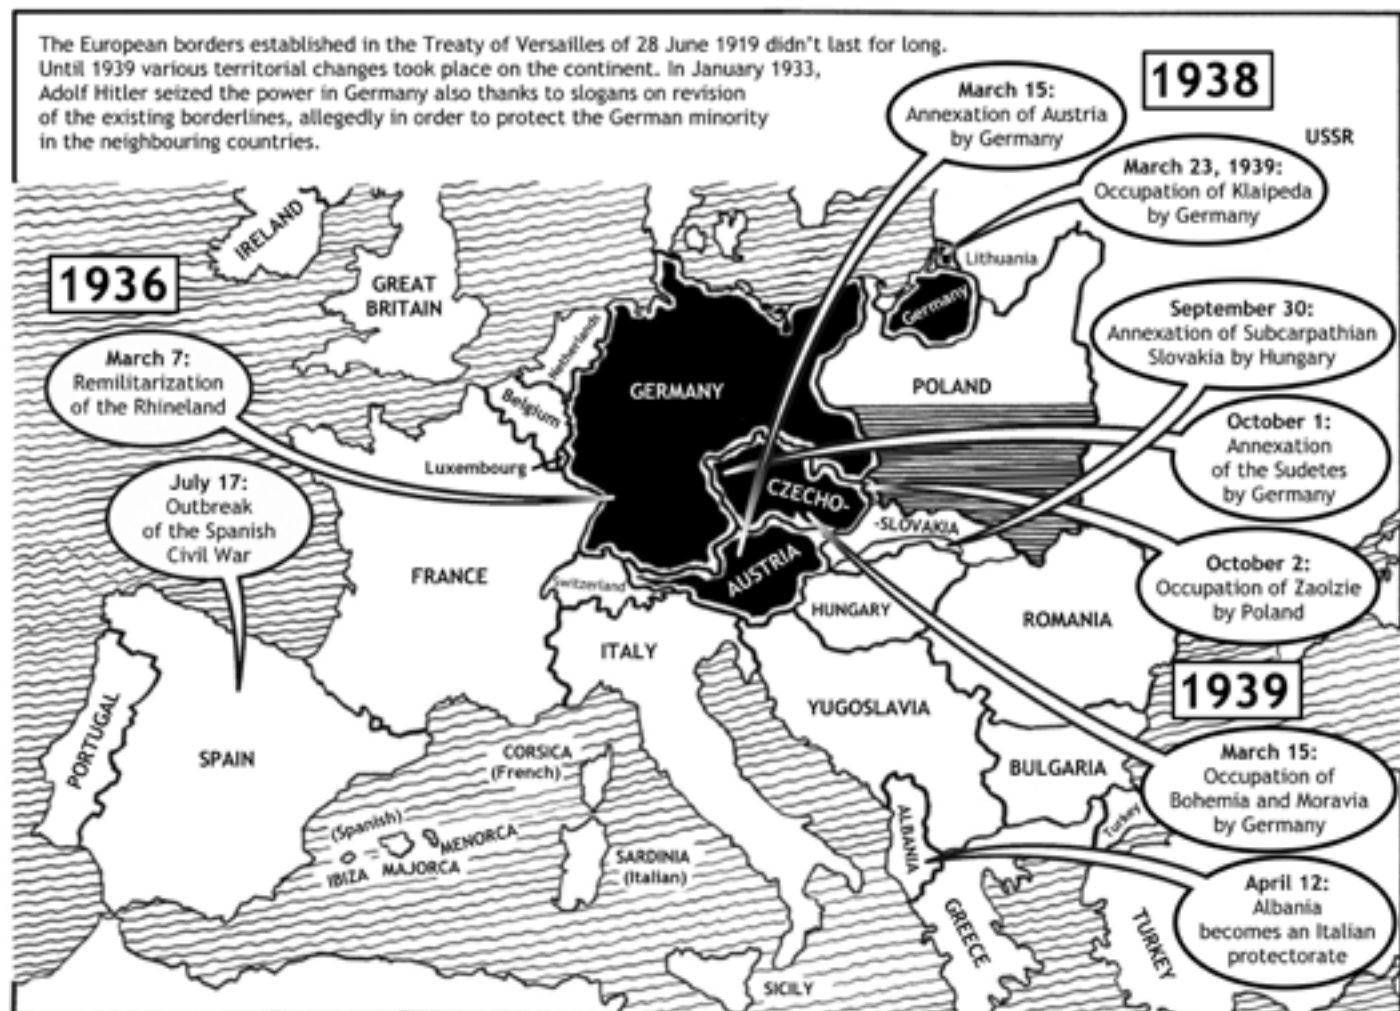 The European borders established in the Treaty of Versailles of 28 June 1919 didn't last for long.
Until 1939 various territorial changes took place on the continent. In January 1933,
Adolf Hitler seized the power in Germany also thanks to slogans on revision
of the existing borderlines, allegedly in order to protect the German minority
in the neighbouring countries.
1938
March 15:
Annexation of Austria
by Germany
USSR
March 23, 1939:
Occupation of Klaipeda
by Germany
IRELAND
1936
GREAT
BRITAIN
Lithuania
Germany
September 30:
Annexation of Subcarpathian
Slovakia by Hungary
March 7:
Remilitarization
of the Rhineland
Netherlands
Belgium
GERMANY
POLAND
October 1:
Annexation
of the Sudetes
by Germany
Luxembourg
July 17:
Outbreak
of the Spanish
Civil War
CZECHO-
-SLOVAKIA
FRANCE
Switzerland
AUSTRIA
HUNGARY
ROMANIA
October 2:
Occupation of Zaolzie
by Poland
ITALY
1939
PORTUGAL
SPAIN
YUGOSLAVIA
CORSICA
(French)
BULGARIA
March 15:
Occupation of
Bohemia and Moravia
by Germany
(Spanish)
IBIZA
MAJORCA
MENORCA
SARDINIA
(Italian)
ALBANIA
Turkey
April 12:
Albania
becomes an Italian
protectorate
GREECE
TURKEY
SICILY